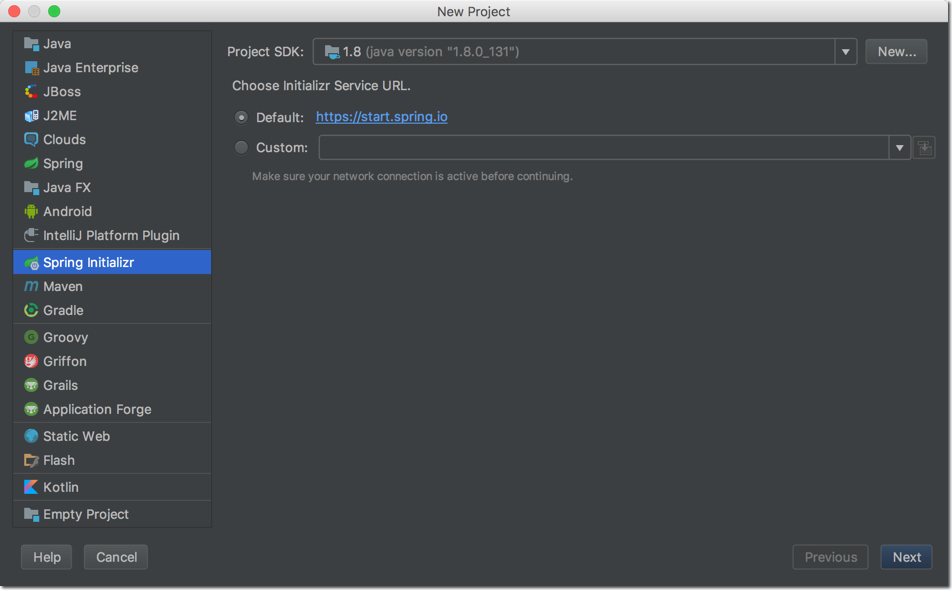 New Project
Java
Java Enterprise
JBoss
J2ME
Clouds
Spring
Java FX
Android
IntelliJ Platform Plugin
Spring Initializr
Maven
Gradle
Groovy
Griffon
Grails
Application Forge
Static Web
Flash
Kotlin
Empty Project
Project SDK: 1.8 (java version "1.8.0_131") New...
Choose Initializr Service URL.
Default: https://start.spring.io
Custom:
Make sure your network connection is active before continuing.
Help Cancel Previous Next